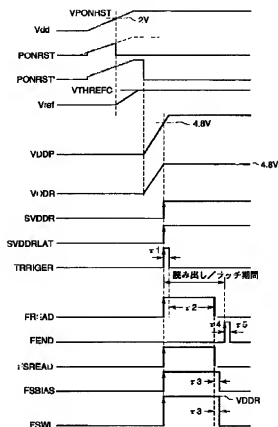 VPONRST
2V
Vdd
PONRST
PONRST'
VTHREFC
Vref
4.8V
VDDP
4.8V
VDDR
SVDDR
SVDDRLAT
τ1
TRRIGER
読み出し/ラッチ期間
τ2
FREAD
τ4
τ5
FEND
FSREAD
τ3
FSBIAS
VDDR
τ3
FSWL